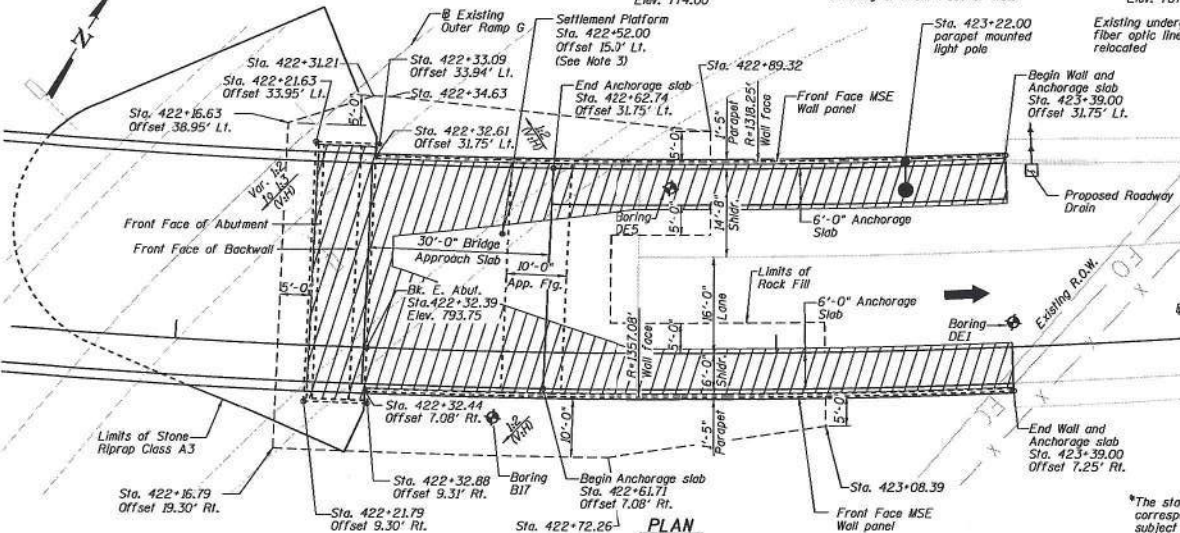 Elev. 774.00
N
B Existing
Outer Ramp G
Settlement Platform
Sta. 422+52.00
Offset 15.0' Lt.
(See Note 3)
Sta. 423+22.00
parapet mounted
light pole
Existing underg
fiber optic line
relocated
Sta. 422+31.21
Sta. 422+33.09
Offset 33.94' Lt.
Sta. 422+89.32
Begin Wall and
Anchorage slab
Sta. 423+39.00
Offset 31.75' Lt.
Sta. 422+21.63
Offset 33.95' Lt.
Sta. 422+34.63
End Anchorage slab
Sta. 422+62.74
Offset 31.75' Lt.
Front Face MSE
Wall panel
Sta. 422+16.63
Offset 38.95' Lt.
5'-0"
Sta. 422+32.61
Offset 31.75' Lt.
1:2
(V:H)
5'-0"
1'-5"
Parapet
R=1318.25'
Wall face
Var. 1:2
to 1:3
(V:H)
Proposed Roadway
Drain
Front Face of Abutment
Boring
DE5
5'-0"
14'-8"
Shldr.
6'-0" Anchorage
Slab
Front Face of Backwall
30'-0" Bridge
Approach Slab
10'-0"
App. Ftg.
Limits of
Rock Fill
FO
Existing R.O.W.
5'-0"
Bk. E. Abut.
Sta. 422+32.39
Elev. 793.75
16'-0"
Lane
6'-0" Anchorage
Slab
Boring
DE1
R=1357.08'
Wall face
5'-0"
6'-0"
Shldr.
Sta. 422+32.44
Offset 7.08' Rt.
1:2
(V:H)
10'-0"
1'-5"
Parapet
5'-0"
Limits of Stone
Riprap Class A3
End Wall and
Anchorage slab
Sta. 423+39.00
Offset 7.25' Rt.
Sta. 422+16.79
Offset 19.30' Rt.
Sta. 422+32.88
Offset 9.31' Rt.
Boring
B17
Begin Anchorage slab
Sta. 422+61.71
Offset 7.08' Rt.
Sta. 423+08.39
Sta. 422+21.79
Offset 9.30' Rt.
Sta. 422+72.26
PLAN
Front Face MSE
Wall panel
*The sta
corresp
subject